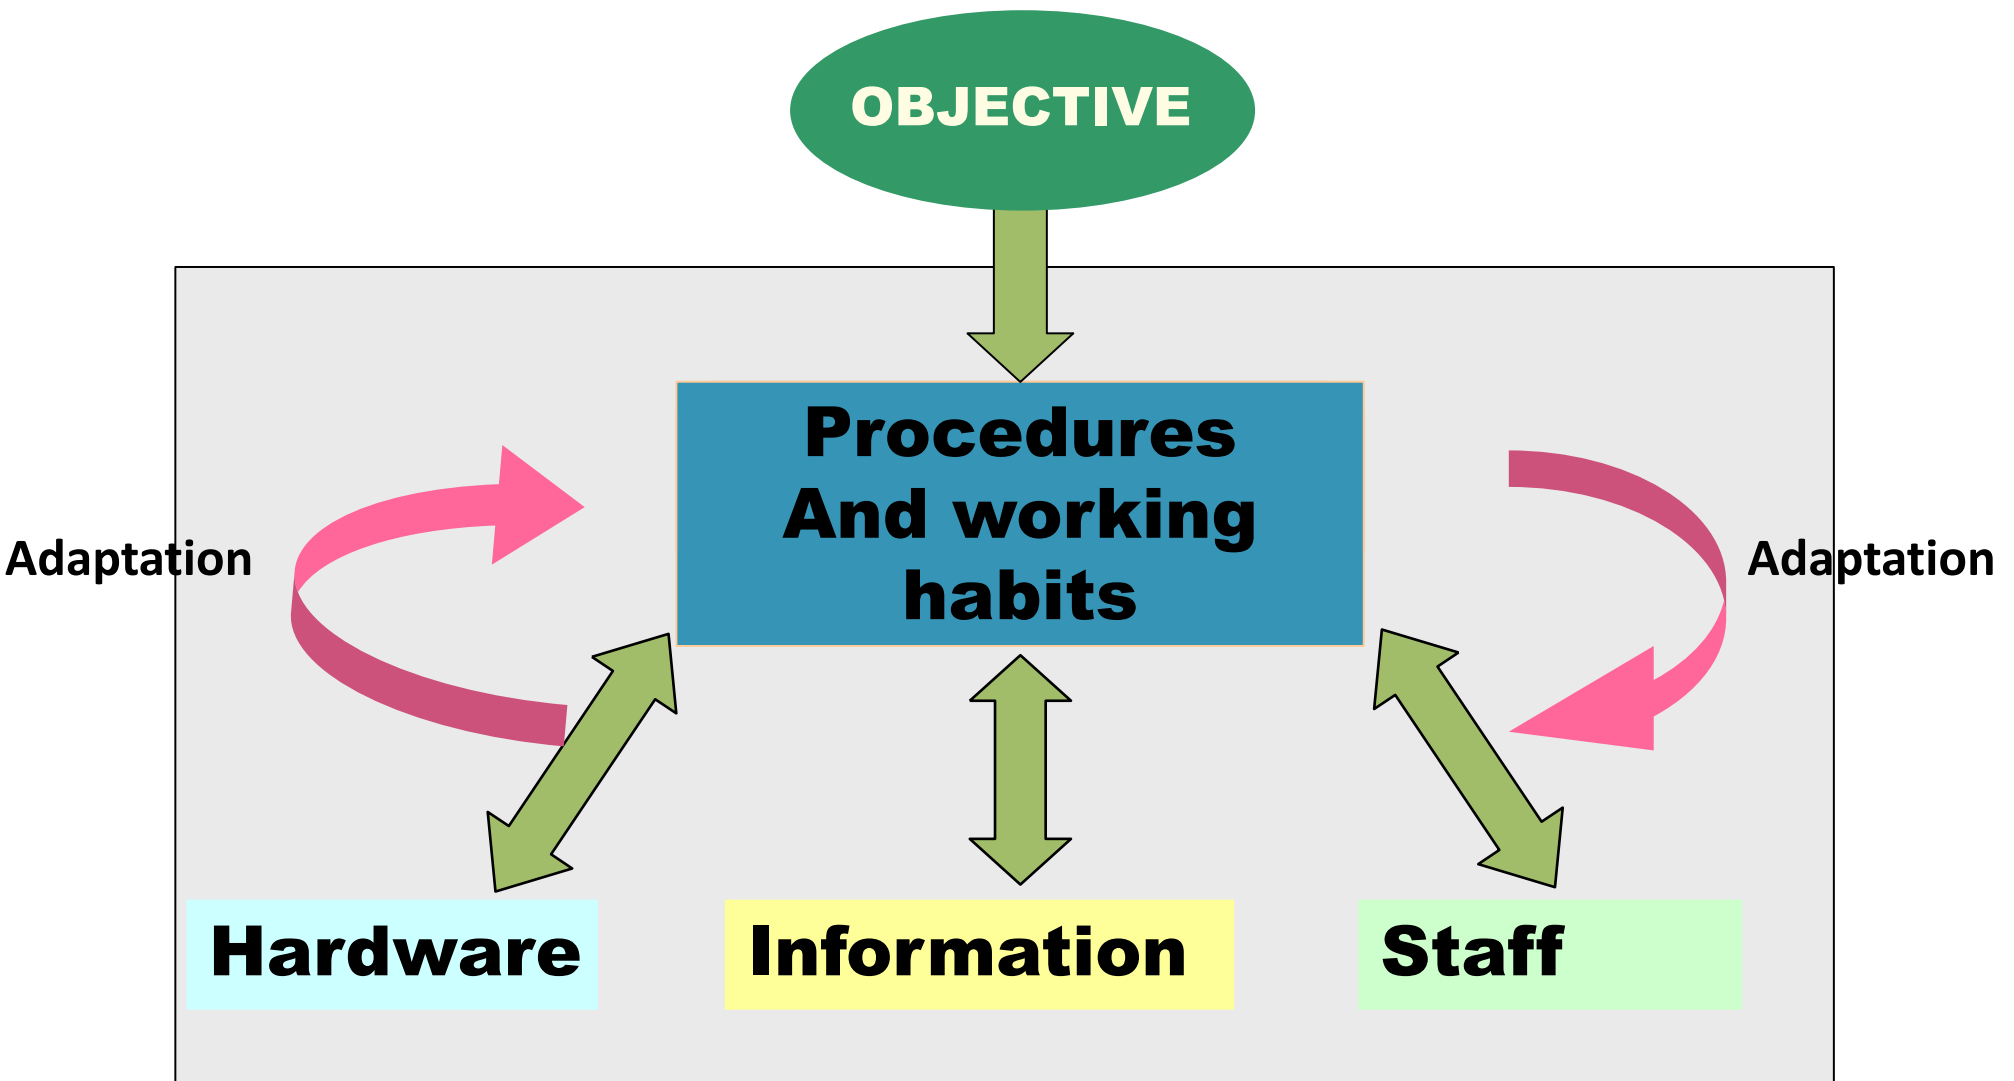 OBJECTIVE
Procedures
And working
habits
Adaptation
Adaptation
Hardware
Information
Staff